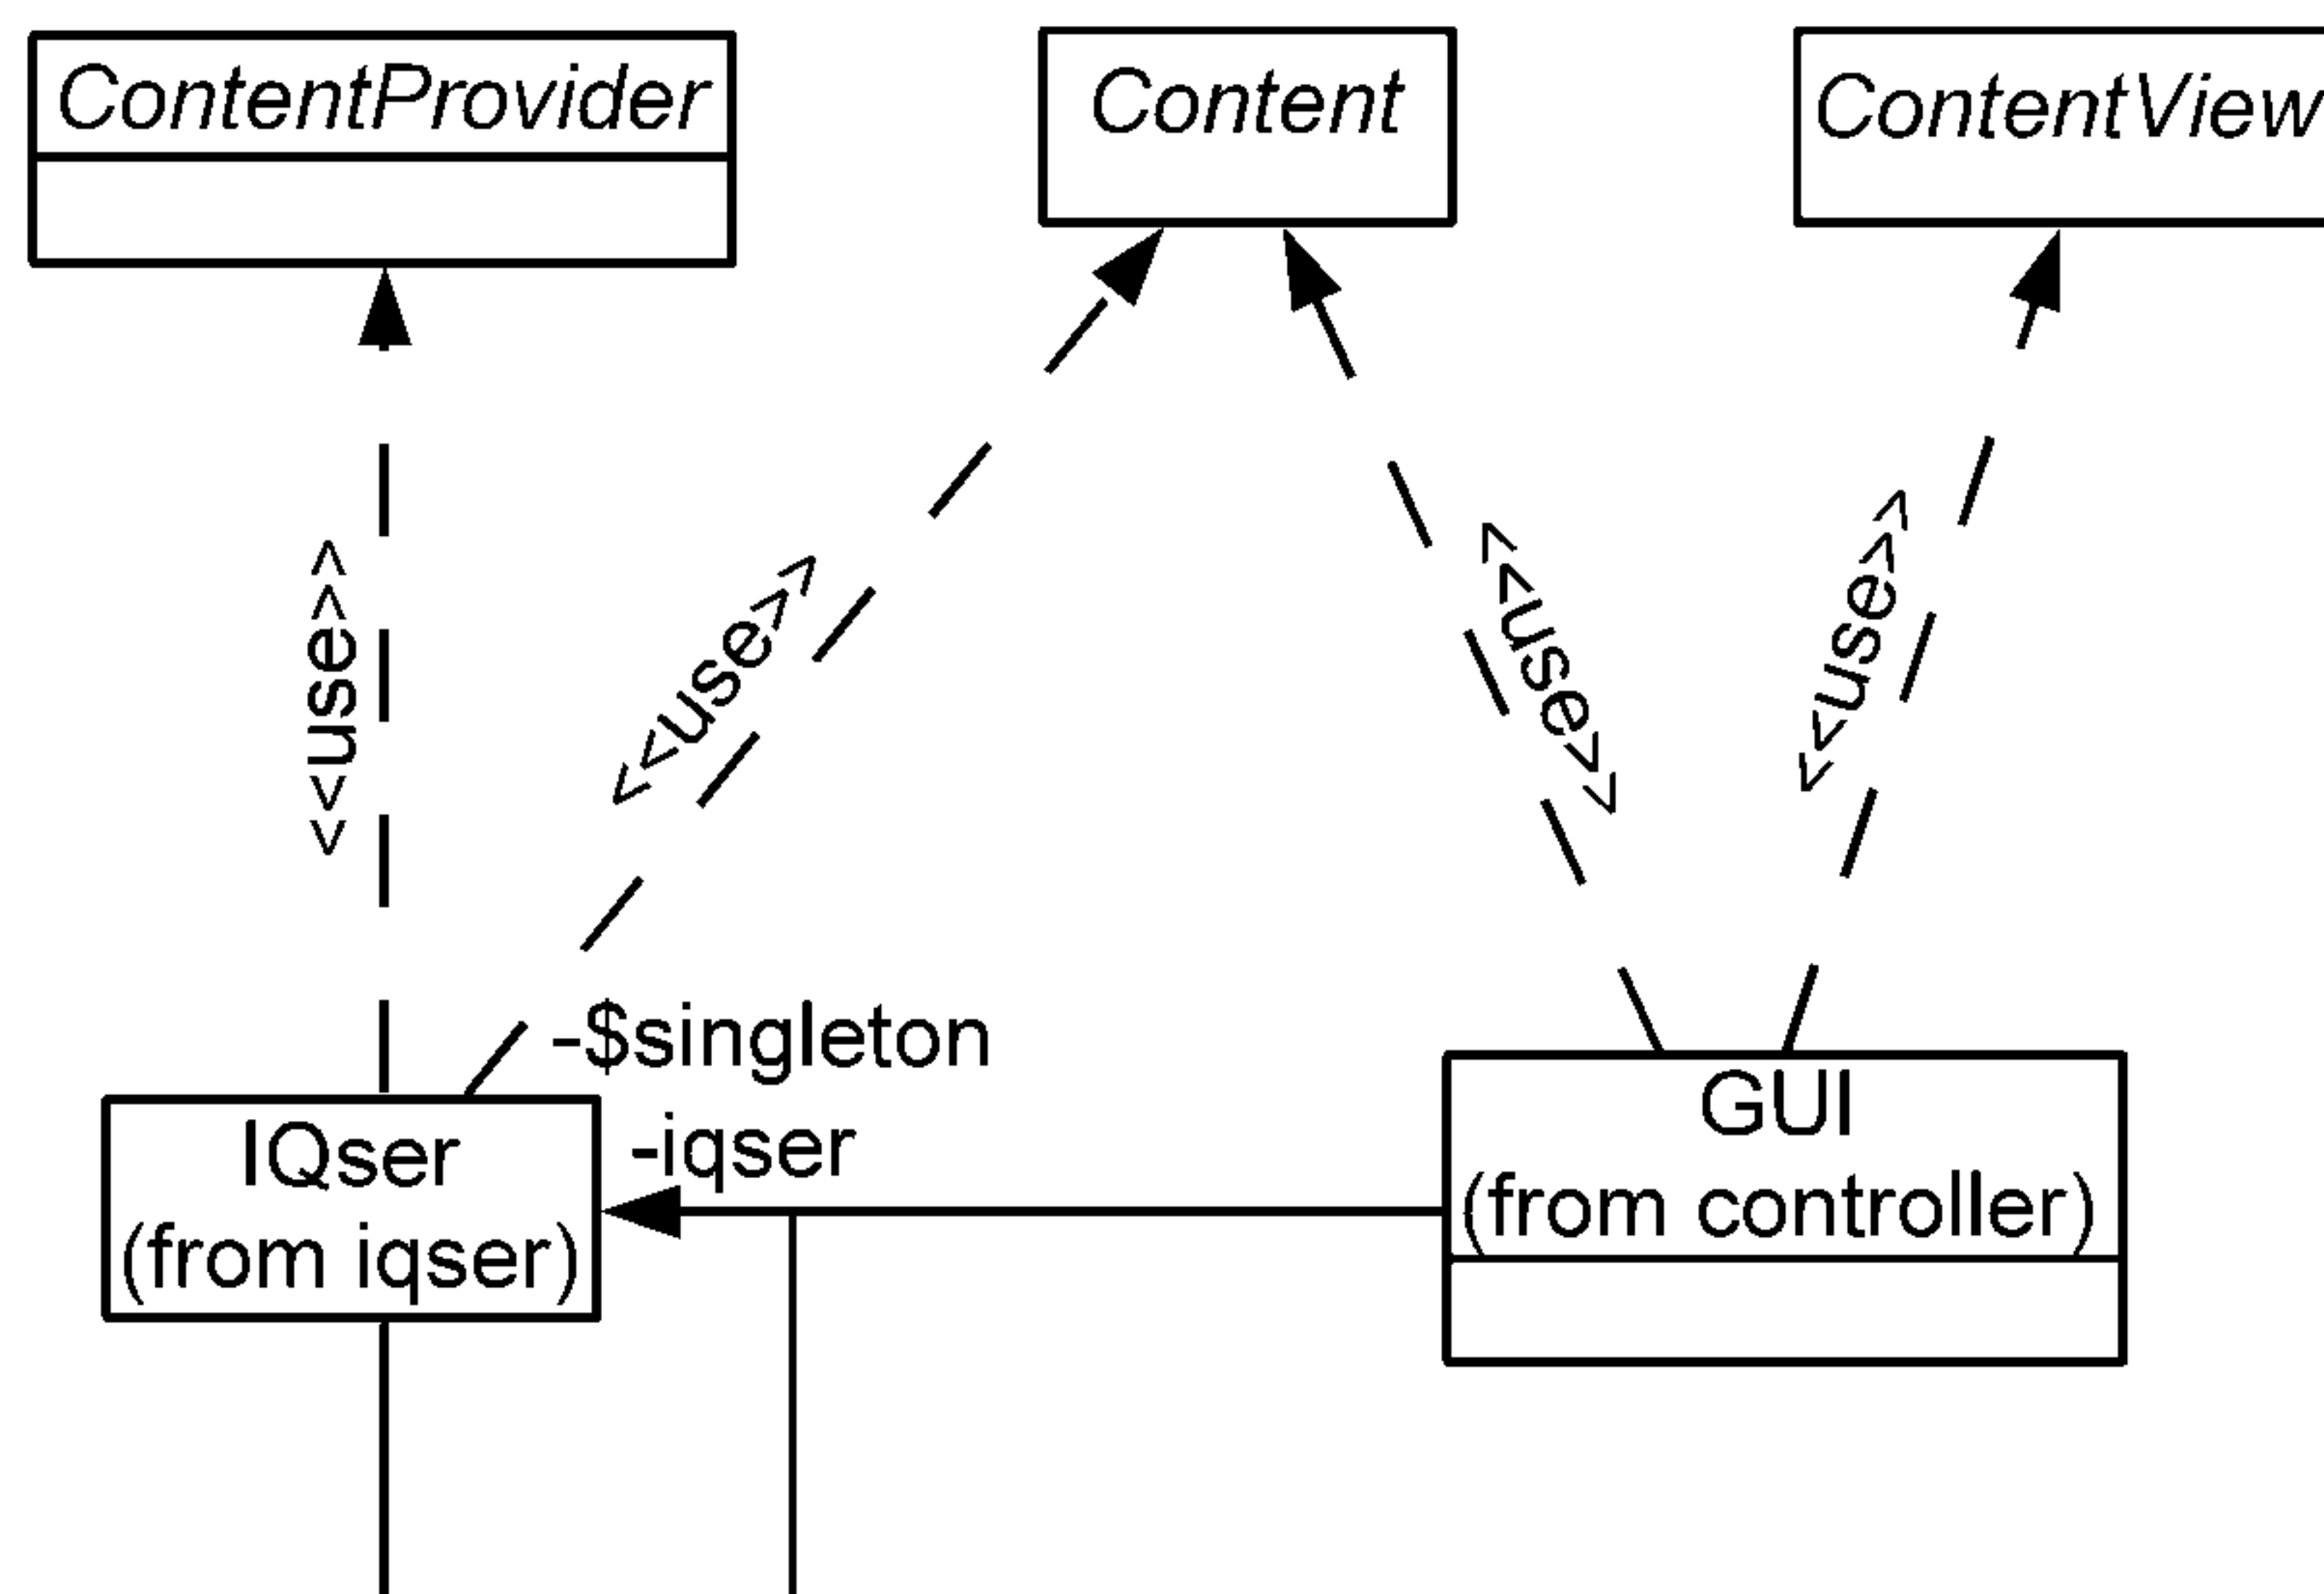 ContentProvider
Content
ContentView
<<use>>
<<use>>
<<use>>
<<use>>
-$singleton
-iqser
IQser
(from iqser)
GUI
(from controller)